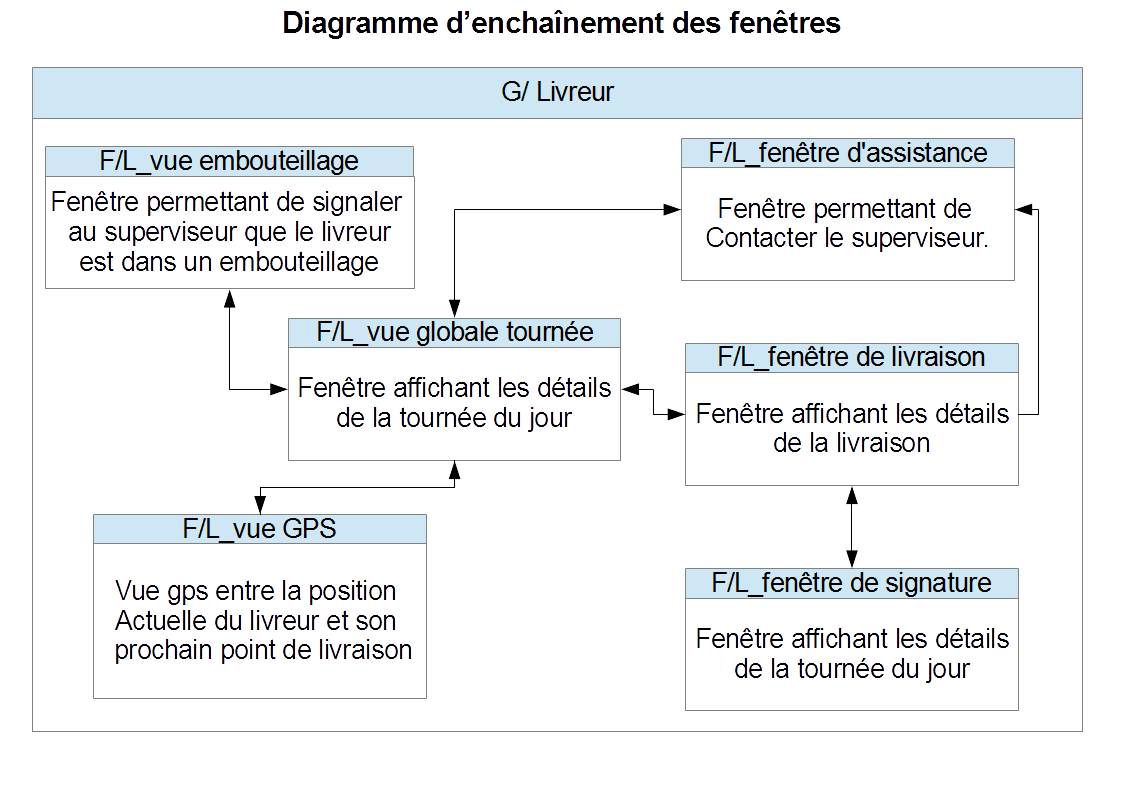 Diagramme d’enchaînement des fenêtres
G/ Livreur
F/L_vue embouteillage
Fenêtre permettant de signaler
au superviseur que le livreur
est dans un embouteillage
F/L_fenêtre d'assistance
Fenêtre permettant de
Contacter le superviseur.
F/L_vue globale tournée
Fenêtre affichant les détails
de la tournée du jour
F/L_fenêtre de livraison
Fenêtre affichant les détails
de la livraison
F/L_vue GPS
Vue gps entre la position
Actuelle du livreur et son
prochain point de livraison
F/L_fenêtre de signature
Fenêtre affichant les détails
de la tournée du jour